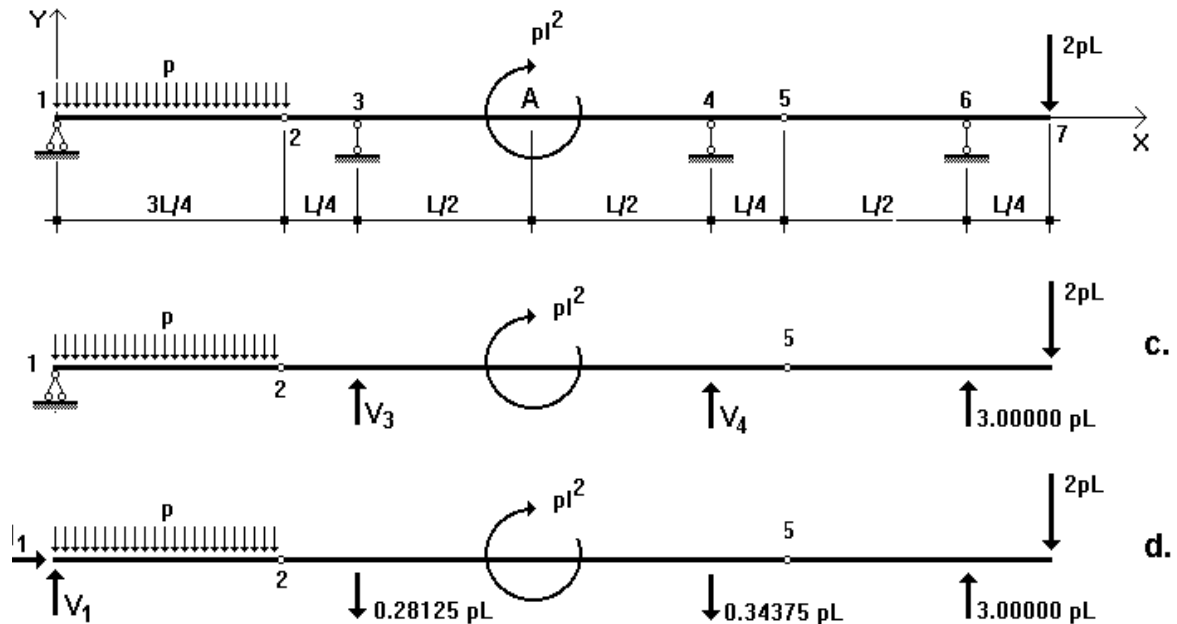 Y
pl²
2pL
p
1 3 A 4 5 6
2 7 X
3L/4 L/4 L/2 L/2 L/4 L/2 L/4
2pL
p pl²
1 5 c.
2 V₃ V₄ 3.00000 pL
2pL
p pl²
1 5 d.
2
V₁ 0.28125 pL 0.34375 pL 3.00000 pL